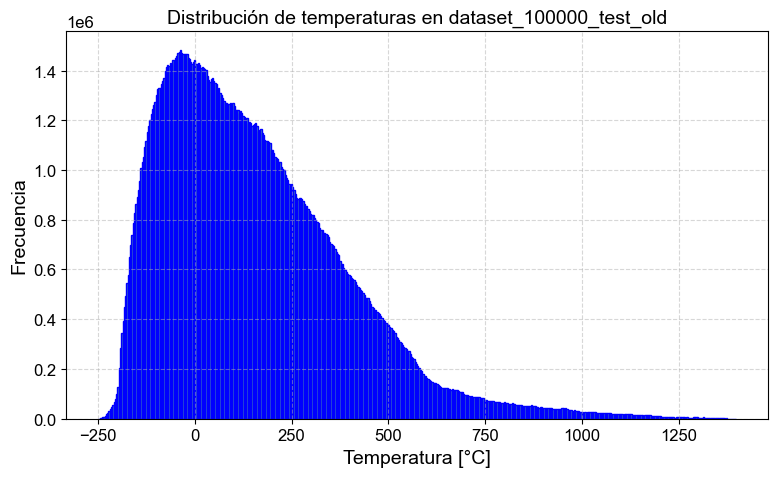 Distribución de temperaturas en dataset_100000_test_old
1e6
1.4
1.2
1.0
0.8
0.6
0.4
0.2
0.0
Frecuencia
−250 0 250 500 750 1000 1250
Temperatura [°C]